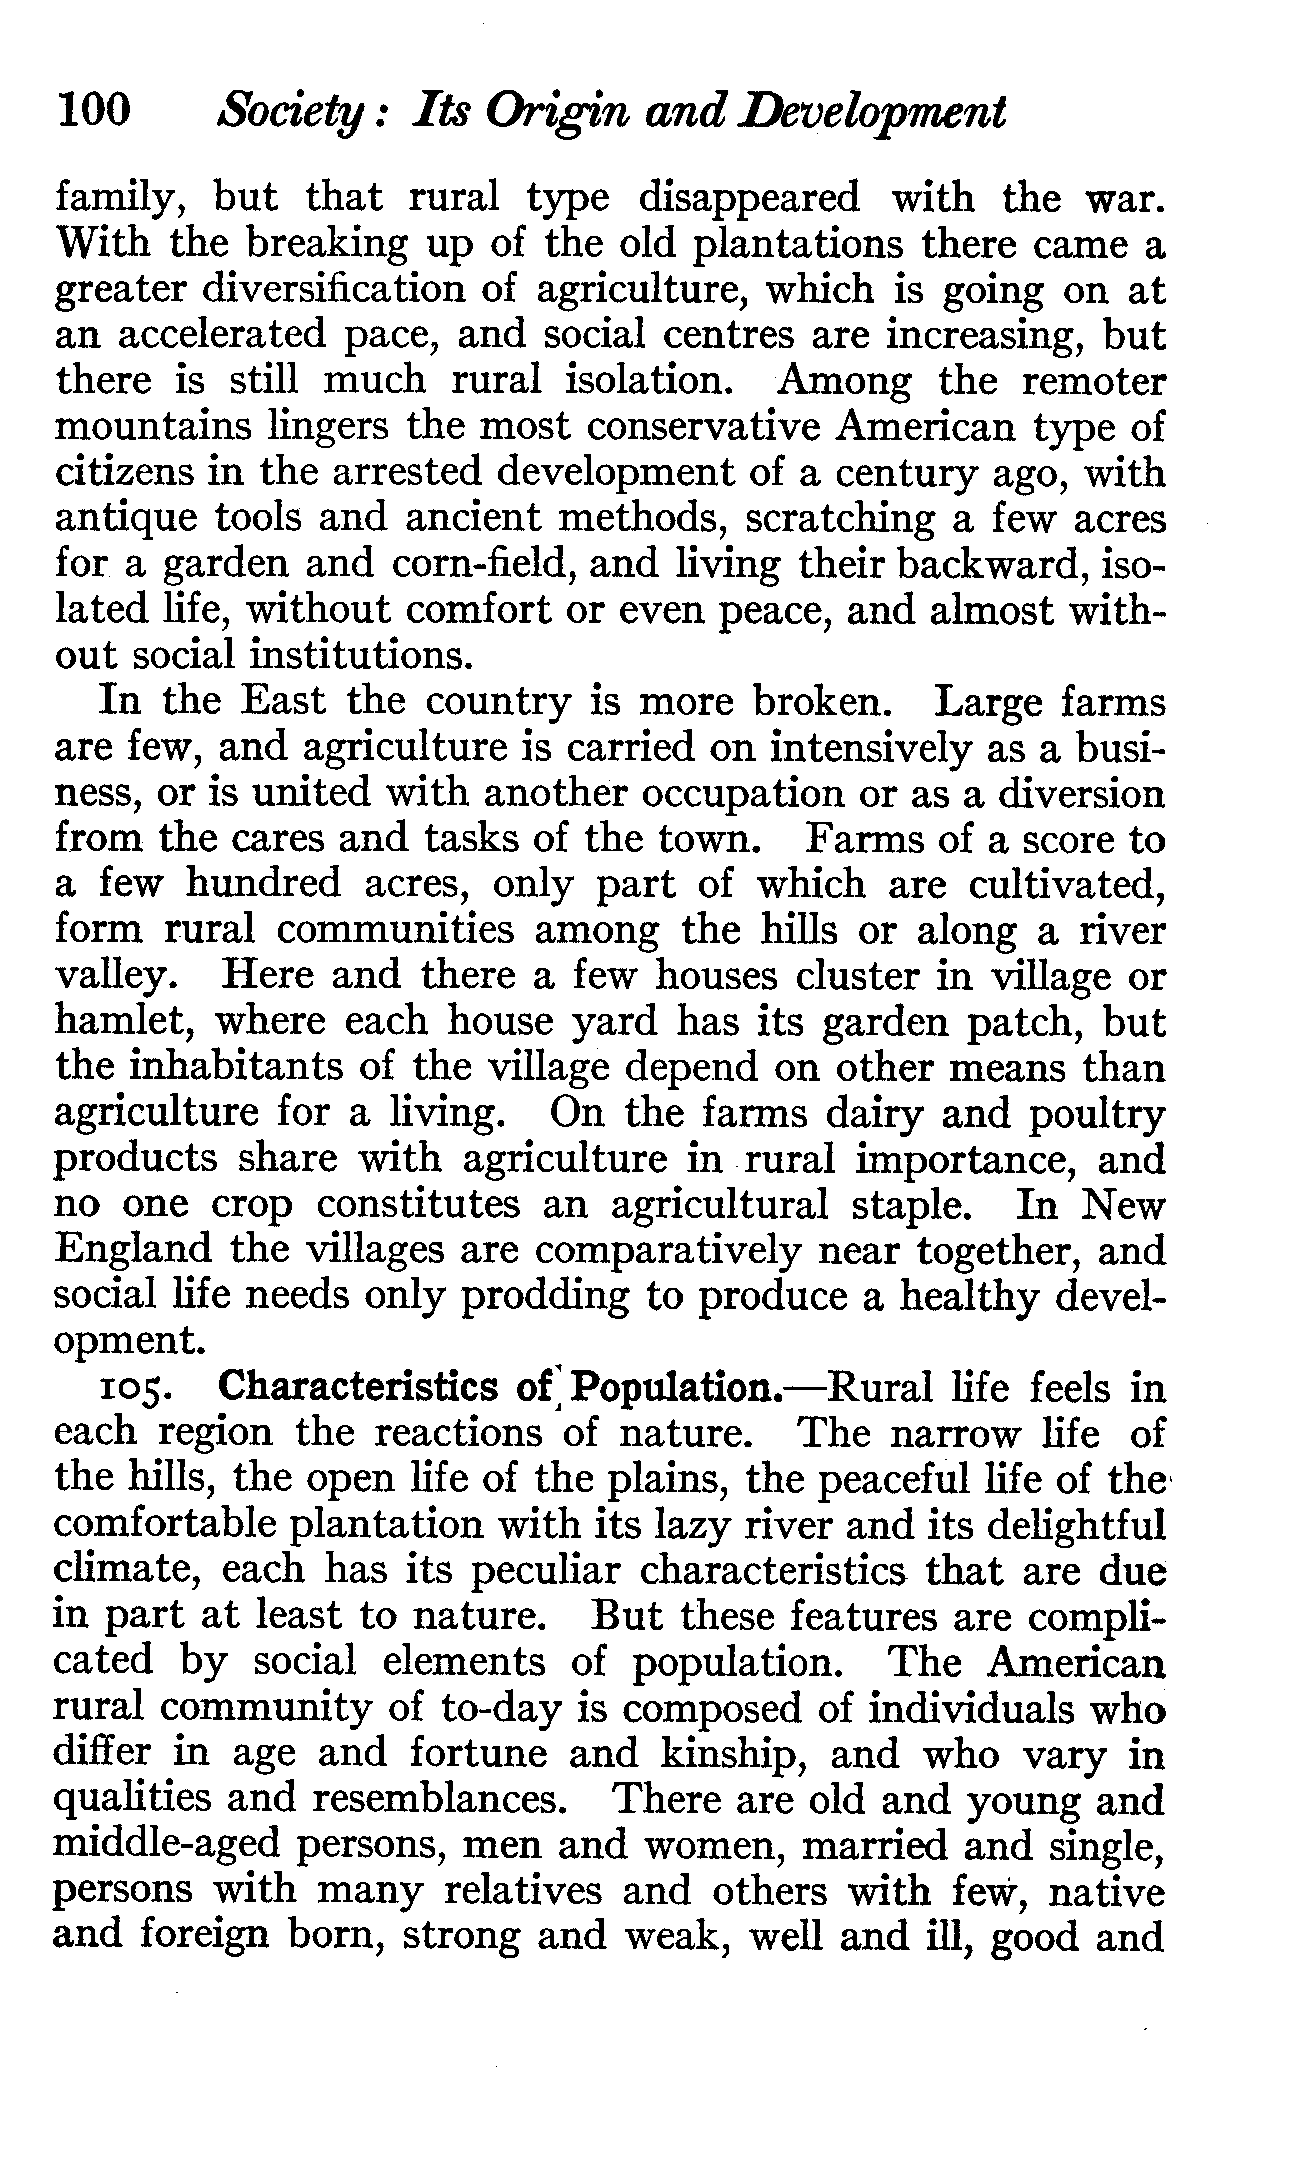 100 Society: Its Origin and Development
family, but that rural type disappeared with the war.
With the breaking up of the old plantations there came a
greater diversification of agriculture, which is going on at
an accelerated pace, and social centres are increasing, but
there is still much rural isolation. Among the remoter
mountains lingers the most conservative American type of
citizens in the arrested development of a century ago, with
antique tools and ancient methods, scratching a few acres
for a garden and corn-field, and living their backward, iso-
lated life, without comfort or even peace, and almost with-
out social institutions.
In the East the country is more broken. Large farms
are few, and agriculture is carried on intensively as a busi-
ness, or is united with another occupation or as a diversion
from the cares and tasks of the town. Farms of a score to
a few hundred acres, only part of which are cultivated,
form rural communities among the hills or along a river
valley. Here and there a few houses cluster in village or
hamlet, where each house yard has its garden patch, but
the inhabitants of the village depend on other means than
agriculture for a living. On the farms dairy and poultry
products share with agriculture in rural importance, and
no one crop constitutes an agricultural staple. In New
England the villages are comparatively near together, and
social life needs only prodding to produce a healthy devel-
opment.
105. Characteristics of Population.—Rural life feels in
each region the reactions of nature. The narrow life of
the hills, the open life of the plains, the peaceful life of the
comfortable plantation with its lazy river and its delightful
climate, each has its peculiar characteristics that are due
in part at least to nature. But these features are compli-
cated by social elements of population. The American
rural community of to-day is composed of individuals who
differ in age and fortune and kinship, and who vary in
qualities and resemblances. There are old and young and
middle-aged persons, men and women, married and single,
persons with many relatives and others with few, native
and foreign born, strong and weak, well and ill, good and